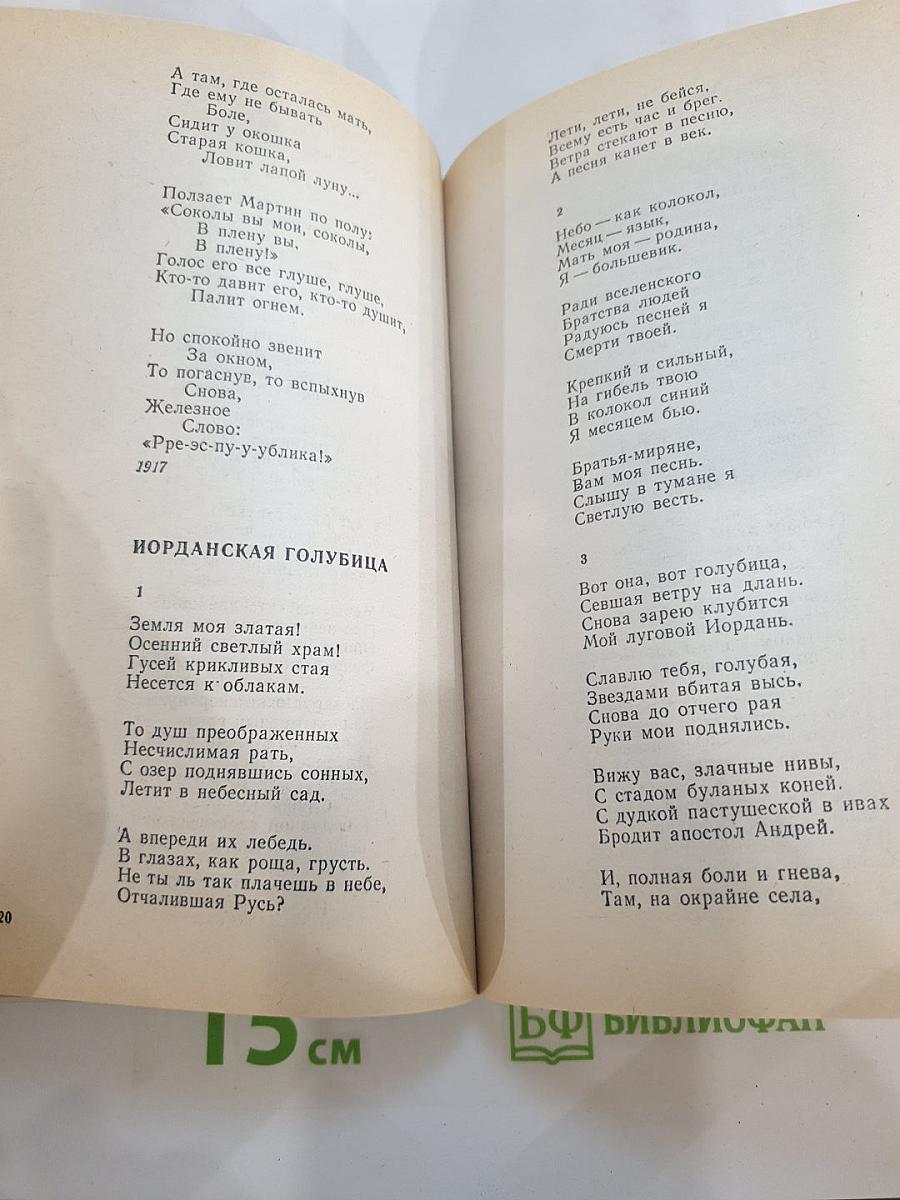 А там, где осталась мать,
Где ему не бывать
Боле,
Сидит у окошка
Старая кошка,
Ловит лапой луну...
Ползает Мартин по полу:
«Соколы вы мои, соколы,
В плену вы,
В плену!»
Голос его все глуше, глуше,
Кто-то давит его, кто-то душит,
Палит огнем.
Но спокойно звенит
За окном,
То погаснув, то вспыхнув
Снова,
Железное
Слово:
«Рре-эс-пу-у-ублика!»
1917
ИОРДАНСКАЯ ГОЛУБИЦА
1
Земля моя златая!
Осенний светлый храм!
Гусей крикливых стая
Несется к облакам.
То душ преображенных
Несчислимая рать,
С озер поднявшись сонных,
Летит в небесный сад.
А впереди их лебедь.
В глазах, как роща, грусть.
Не ты ль так плачешь в небе,
Отчалившая Русь?
20
Лети, лети, не бейся,
Всему есть час и брег.
Ветра стекают в песню,
А песня канет в век.
2
Небо — как колокол,
Месяц — язык,
Мать моя — родина,
Я — большевик.
Ради вселенского
Братства людей
Радуюсь песней я
Смерти твоей.
Крепкий и сильный,
На гибель твою
В колокол синий
Я месяцем бью.
Братья-миряне,
Вам моя песнь.
Слышу в тумане я
Светлую весть.
3
Вот она, вот голубица,
Севшая ветру на длань.
Снова зарею клубится
Мой луговой Иордань.
Славлю тебя, голубая,
Звездами вбитая высь.
Снова до отчего рая
Руки мои поднялись.
Вижу вас, злачные нивы,
С стадом буланых коней.
С дудкой пастушеской в ивах
Бродит апостол Андрей.
И, полная боли и гнева,
Там, на окрайне села,
15 см
БФ БИБЛИОФАН